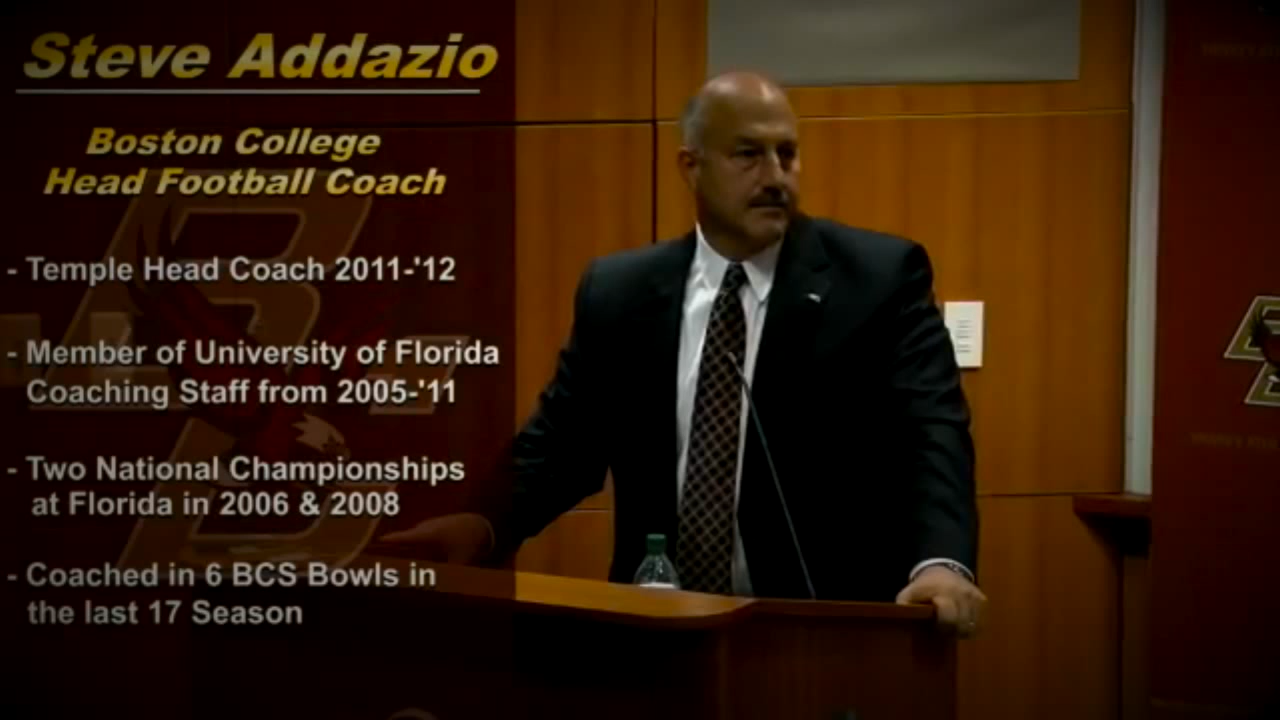 Steve Addazio
Boston College
Head Football Coach
- Temple Head Coach 2011-'12
- Member of University of Florida
Coaching Staff from 2005-'11
- Two National Championships
at Florida in 2006 & 2008
- Coached in 6 BCS Bowls in
the last 17 Season